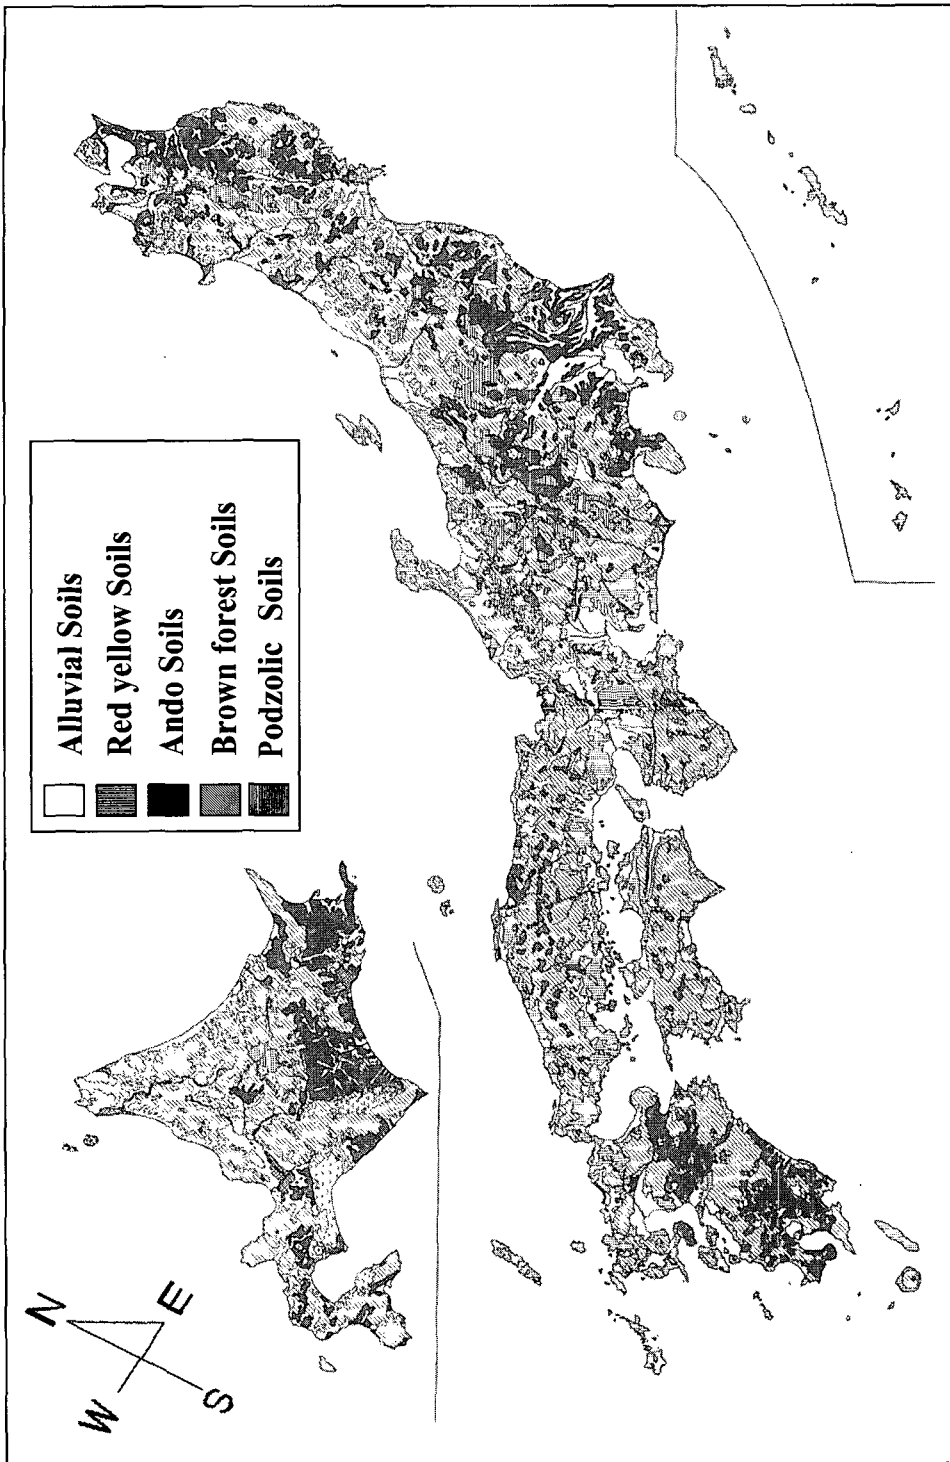 Alluvial Soils
Red yellow Soils
Ando Soils
Brown forest Soils
Podzolic Soils
N
E
W
S